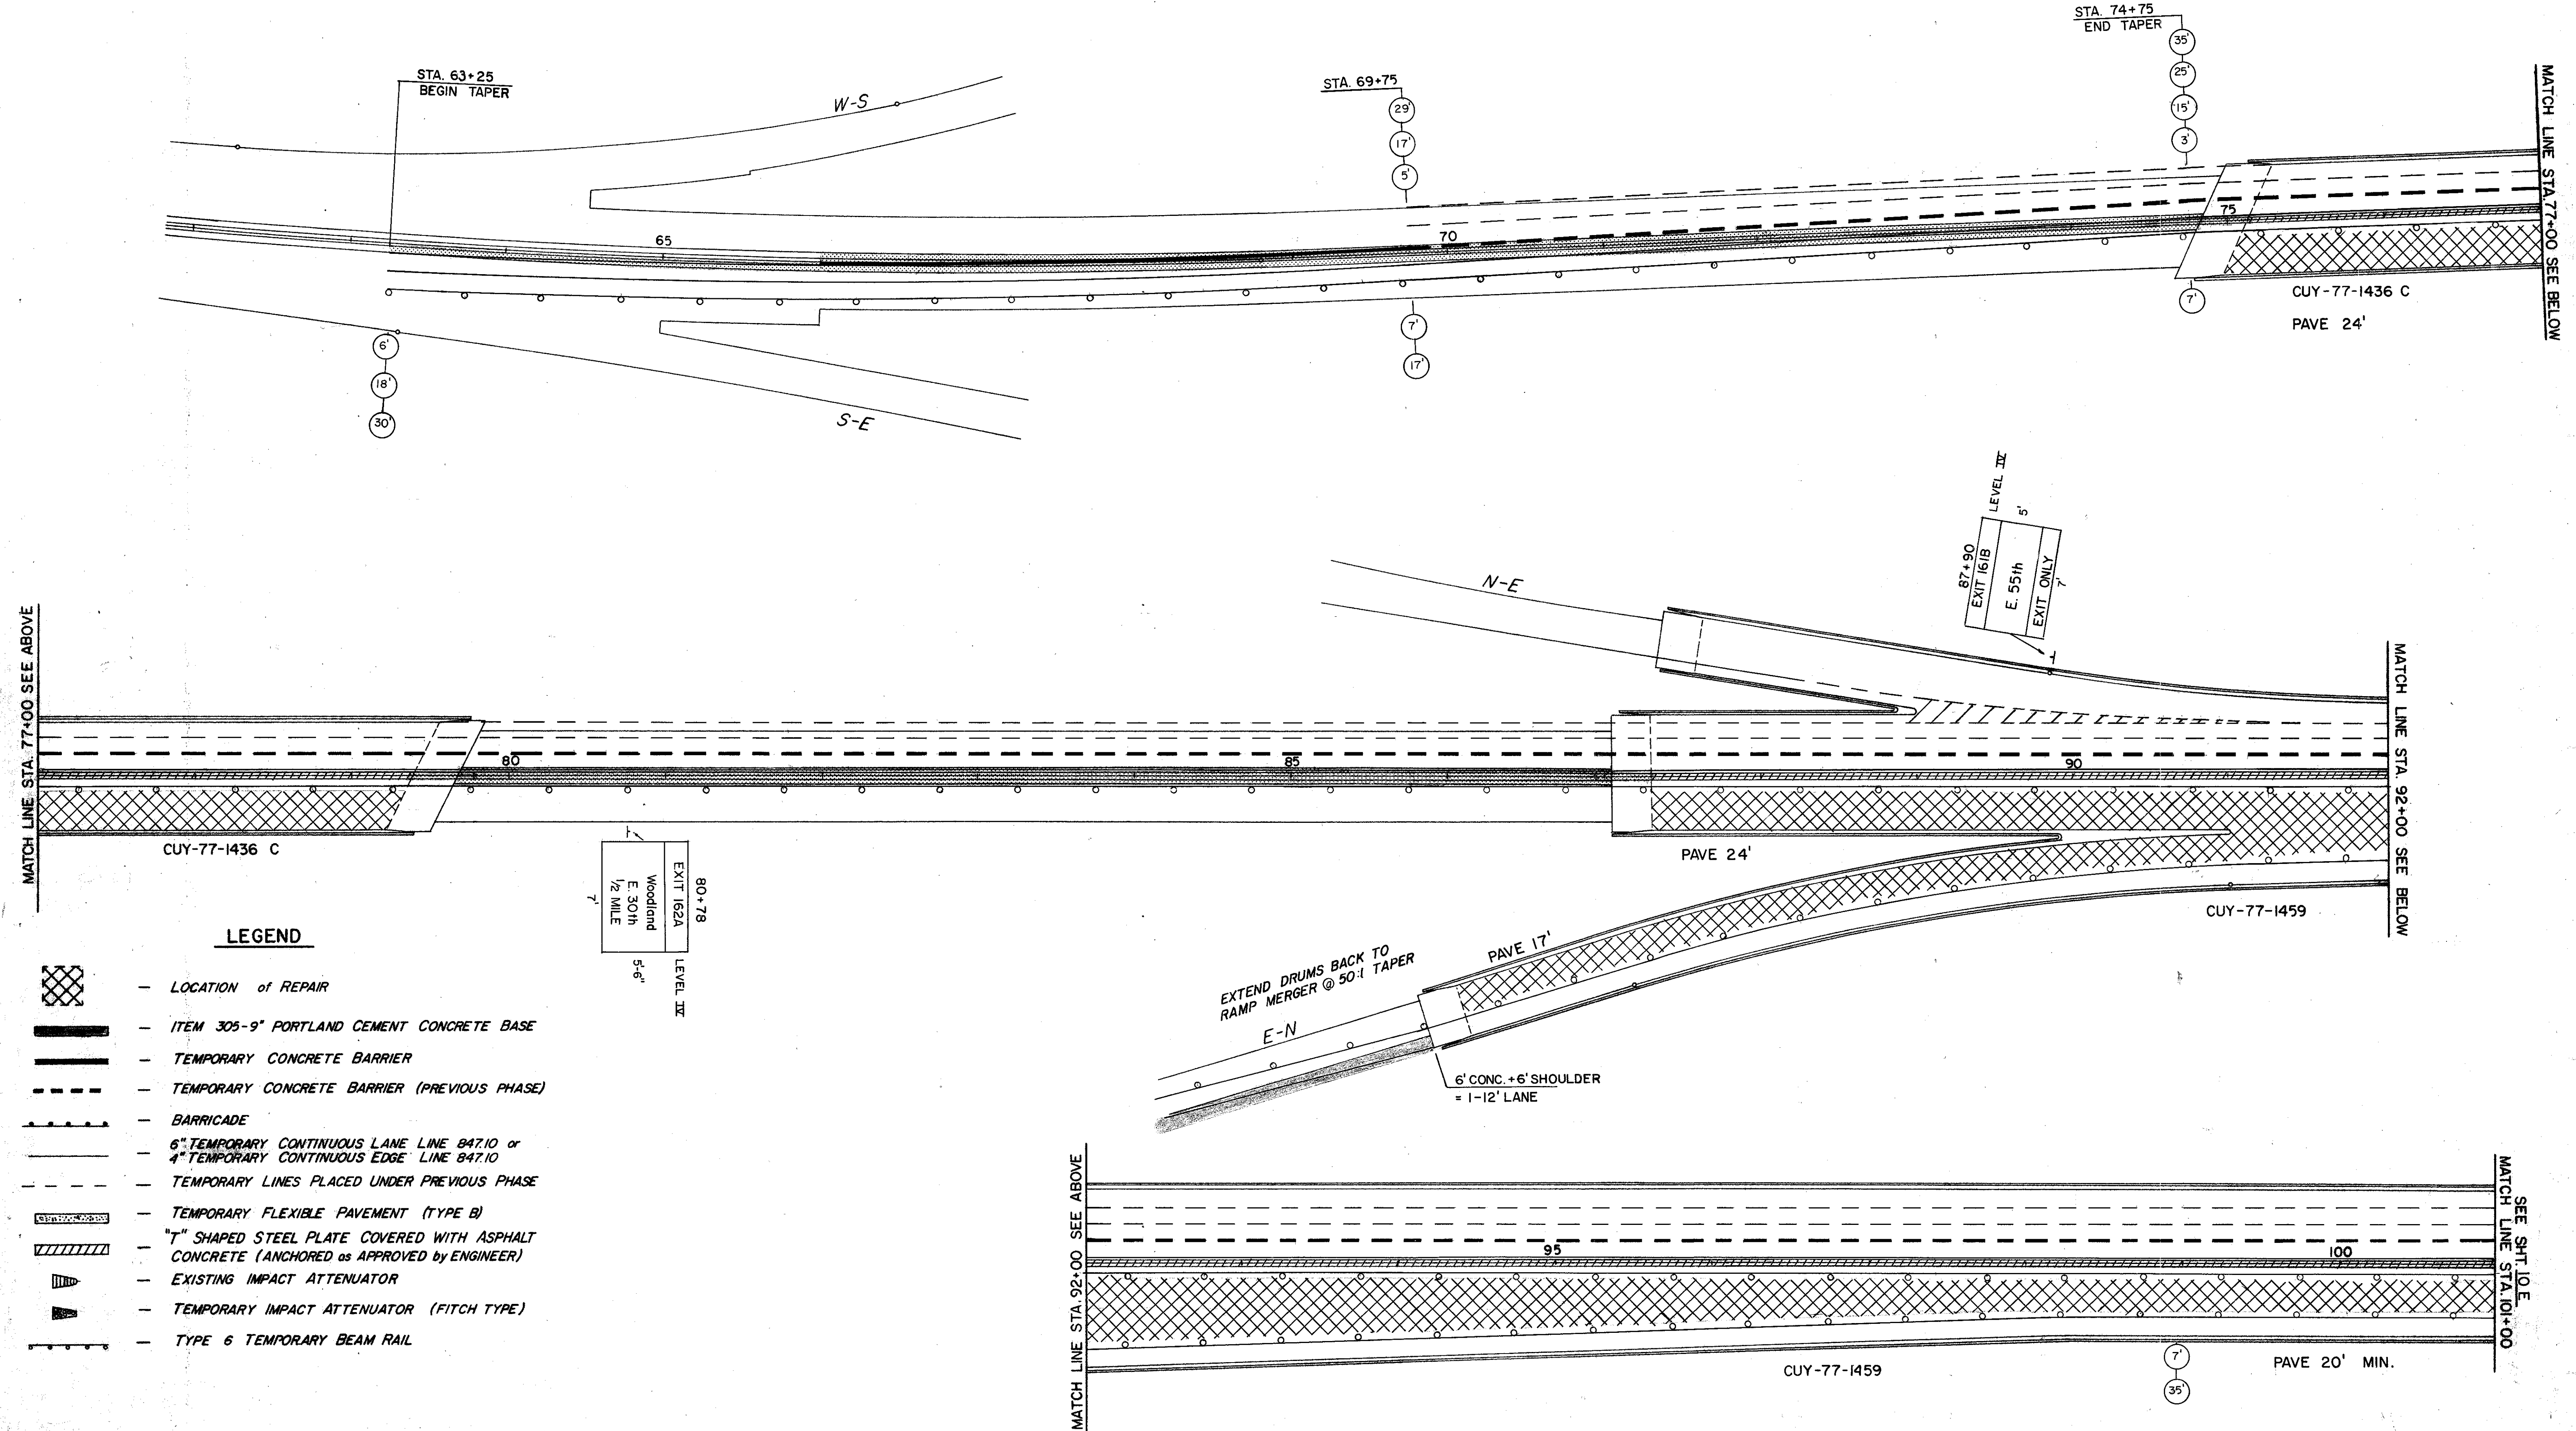 STA. 63+25
BEGIN TAPER
W-S
STA. 69+75
29'
17'
5'
STA. 74+75
END TAPER
35'
25'
15'
3'
MATCH LINE STA. 77+00 SEE BELOW
65
70
75
6'
18'
30'
S-E
7'
17'
7'
CUY-77-1436 C
PAVE 24'
MATCH LINE STA. 77+00 SEE ABOVE
80
85
90
N-E
87+90
EXIT 161B
E. 55th
EXIT ONLY
7'
LEVEL IV
5'
MATCH LINE STA. 92+00 SEE BELOW
CUY-77-1436 C
80+78
EXIT 162A
Woodland
E. 30th
1/2 MILE
7'
LEVEL IV
5'-6"
PAVE 24'
CUY-77-1459
PAVE 17'
EXTEND DRUMS BACK TO
RAMP MERGER @ 50:1 TAPER
E-N
6' CONC. + 6' SHOULDER
= 1-12' LANE
LEGEND
— LOCATION of REPAIR
— ITEM 305-9" PORTLAND CEMENT CONCRETE BASE
— TEMPORARY CONCRETE BARRIER
— TEMPORARY CONCRETE BARRIER (PREVIOUS PHASE)
— BARRICADE
— 6" TEMPORARY CONTINUOUS LANE LINE 847.10 or
4" TEMPORARY CONTINUOUS EDGE LINE 847.10
— TEMPORARY LINES PLACED UNDER PREVIOUS PHASE
— TEMPORARY FLEXIBLE PAVEMENT (TYPE B)
— "T" SHAPED STEEL PLATE COVERED WITH ASPHALT
CONCRETE (ANCHORED as APPROVED by ENGINEER)
— EXISTING IMPACT ATTENUATOR
— TEMPORARY IMPACT ATTENUATOR (FITCH TYPE)
— TYPE 6 TEMPORARY BEAM RAIL
MATCH LINE STA. 92+00 SEE ABOVE
95
100
CUY-77-1459
7'
35'
PAVE 20' MIN.
MATCH LINE STA. 101+00
SEE SHT. 10 E